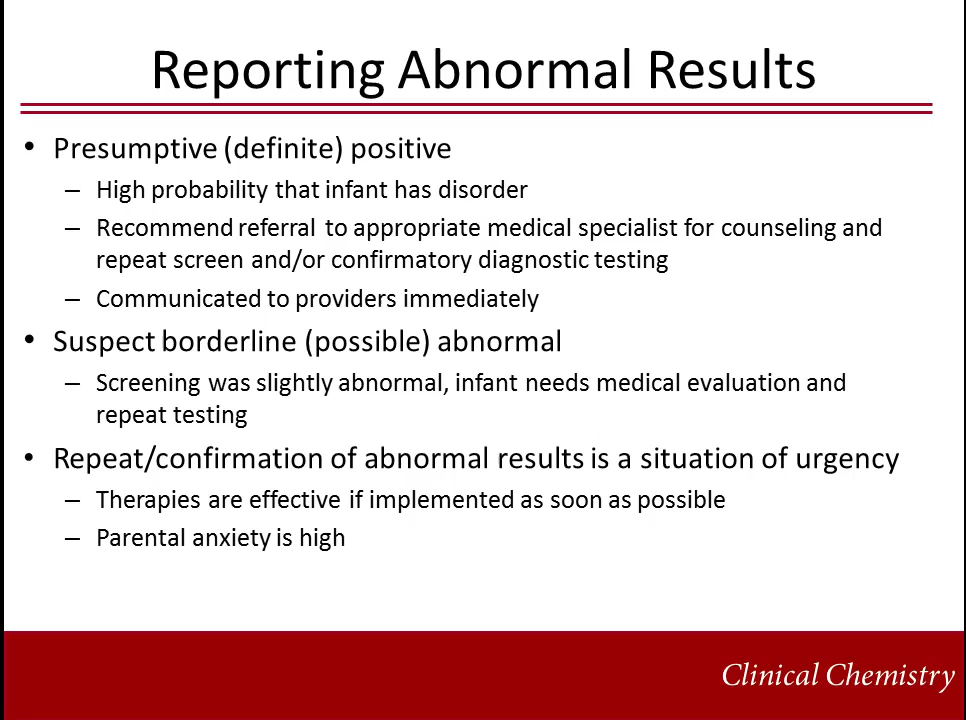 Reporting Abnormal Results
• Presumptive (definite) positive
– High probability that infant has disorder
– Recommend referral to appropriate medical specialist for counseling and
repeat screen and/or confirmatory diagnostic testing
– Communicated to providers immediately
• Suspect borderline (possible) abnormal
– Screening was slightly abnormal, infant needs medical evaluation and
repeat testing
• Repeat/confirmation of abnormal results is a situation of urgency
– Therapies are effective if implemented as soon as possible
– Parental anxiety is high
Clinical Chemistry